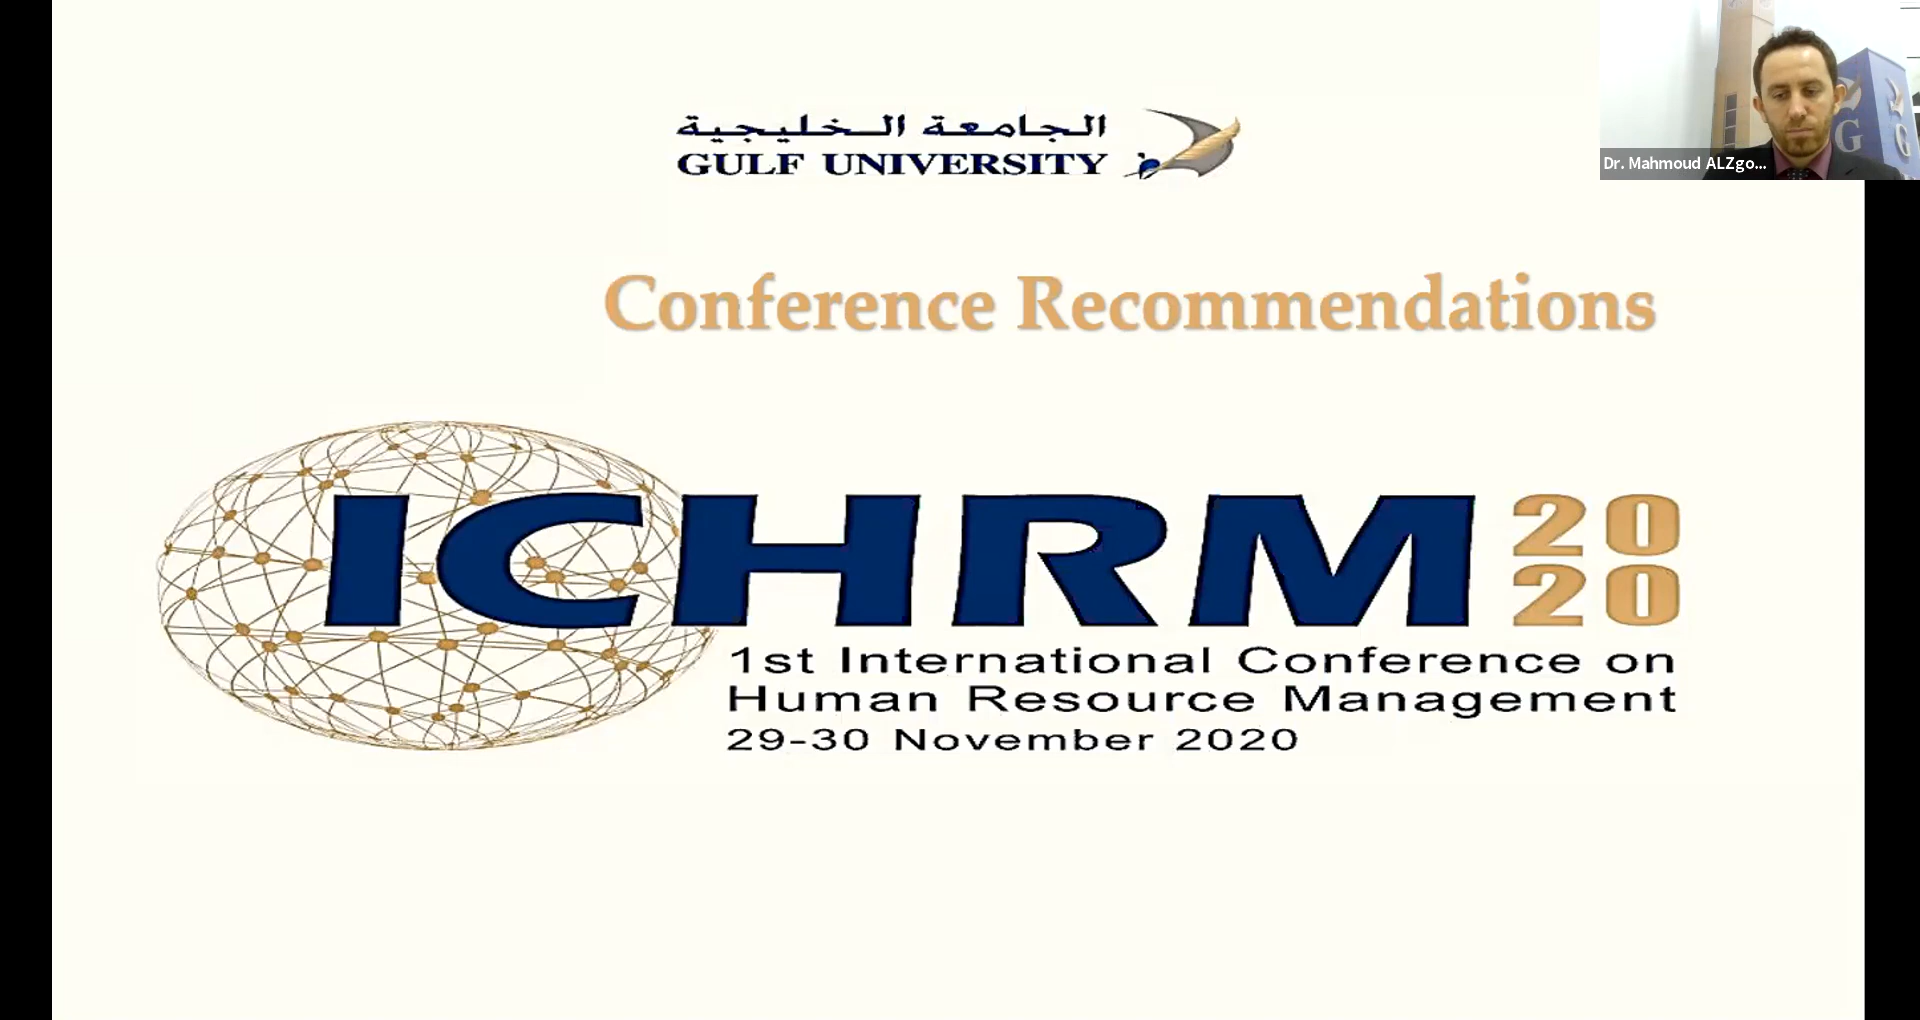 الجامعة الخليجية
GULF UNIVERSITY
Dr. Mahmoud ALZgo...
G
G
Conference Recommendations
ICHRM 20
20
1st International Conference on
Human Resource Management
29-30 November 2020